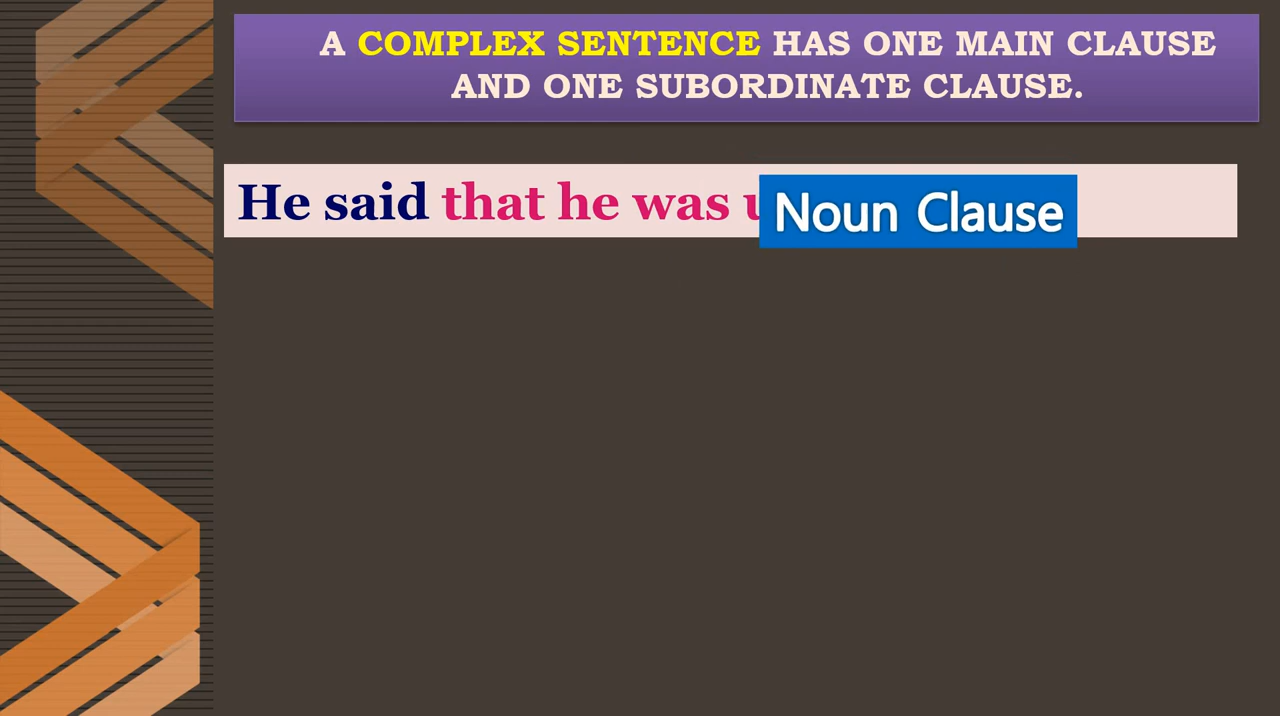 A COMPLEX SENTENCE HAS ONE MAIN CLAUSE
AND ONE SUBORDINATE CLAUSE.
He said that he was
Noun Clause